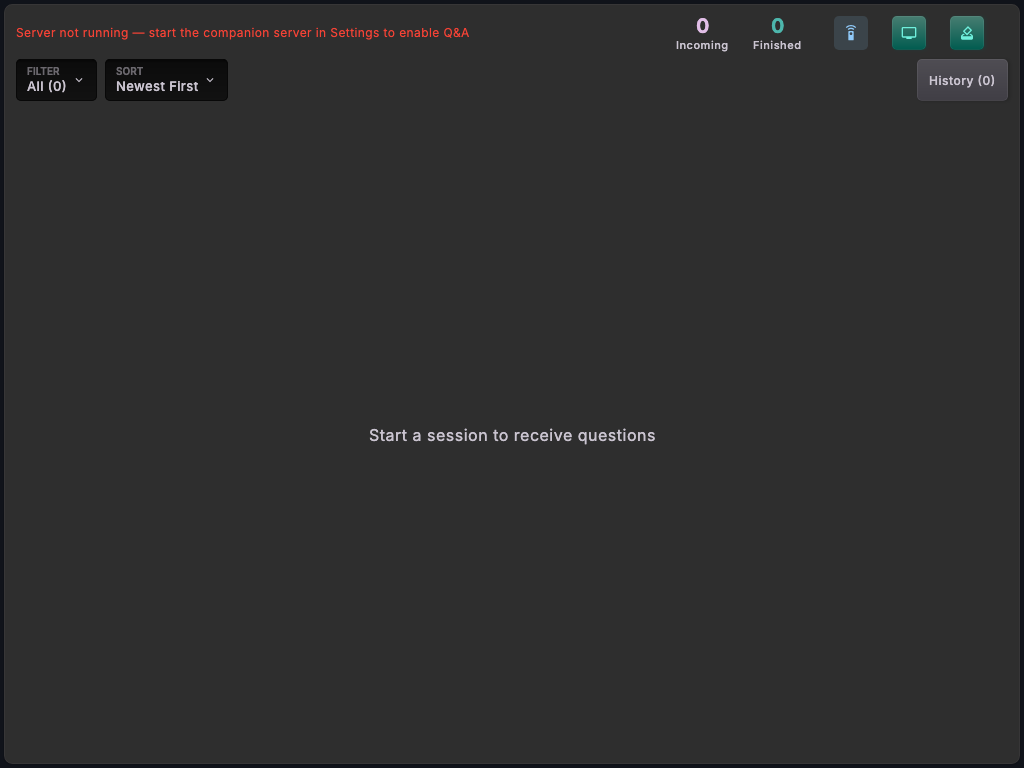 Server not running — start the companion server in Settings to enable Q&A
0
Incoming
0
Finished
FILTER
All (0)
SORT
Newest First
History (0)
Start a session to receive questions